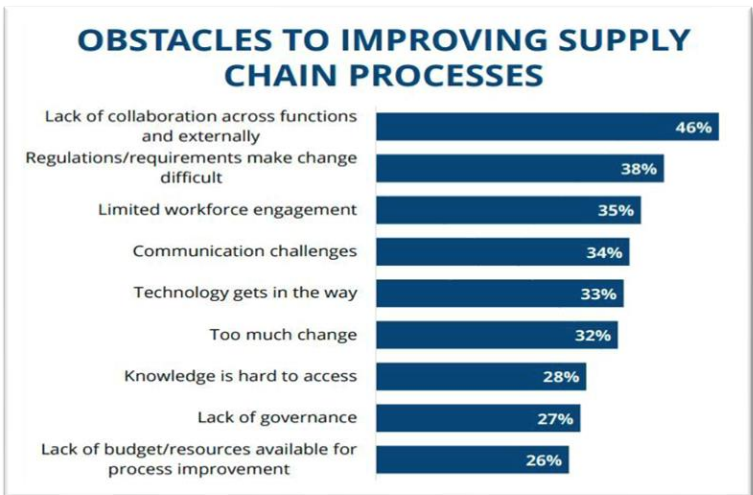 OBSTACLES TO IMPROVING SUPPLY
CHAIN PROCESSES
Lack of collaboration across functions
and externally
46%
Regulations/requirements make change
difficult
38%
Limited workforce engagement
35%
Communication challenges
34%
Technology gets in the way
33%
Too much change
32%
Knowledge is hard to access
28%
Lack of governance
27%
Lack of budget/resources available for
process improvement
26%